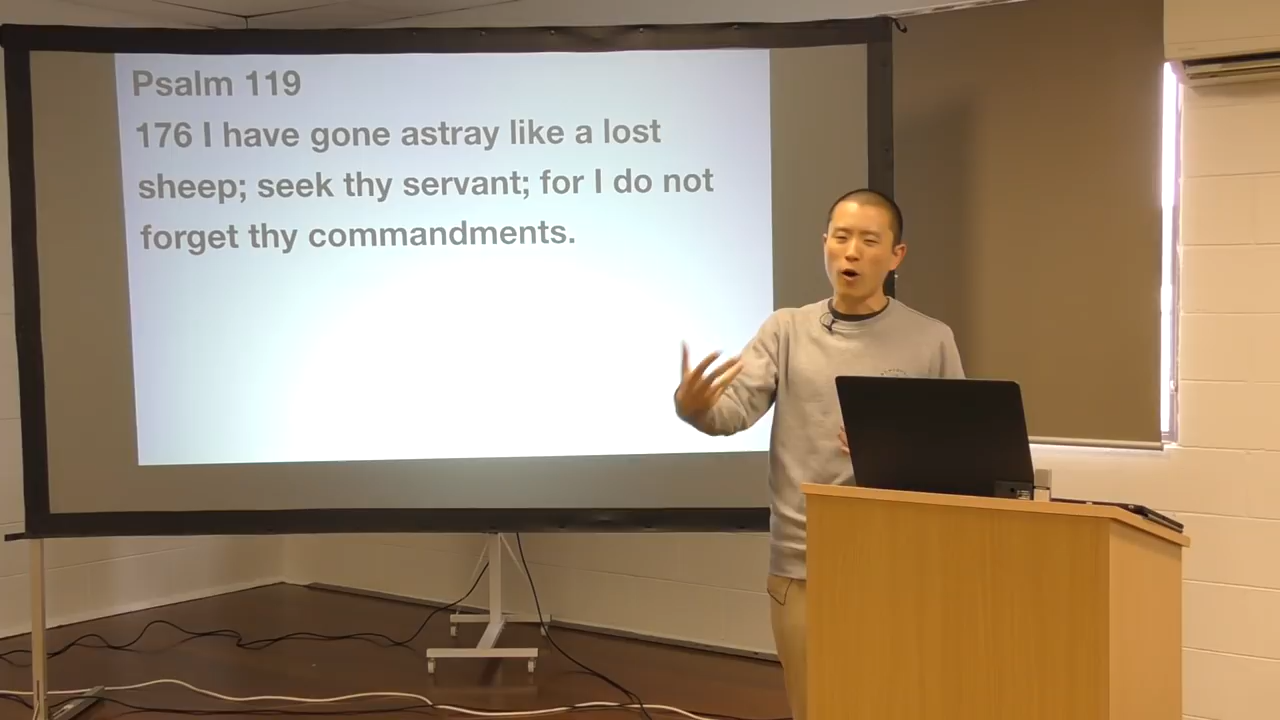 Psalm 119
176 I have gone astray like a lost
sheep; seek thy servant; for I do not
forget thy commandments.